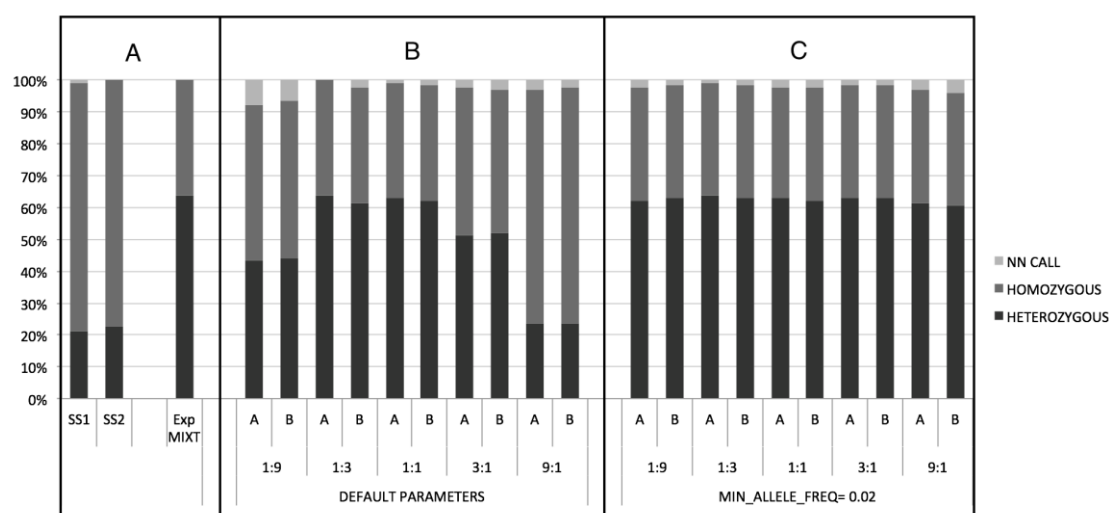 A B C
100%
90%
80%
70%
60%
50%
40%
30%
20%
10%
0%
SS1 SS2 Exp MIXT
A B A B A B A B A B
1:9 1:3 1:1 3:1 9:1
DEFAULT PARAMETERS
A B A B A B A B A B
1:9 1:3 1:1 3:1 9:1
MIN_ALLELE_FREQ= 0.02
NN CALL
HOMOZYGOUS
HETEROZYGOUS